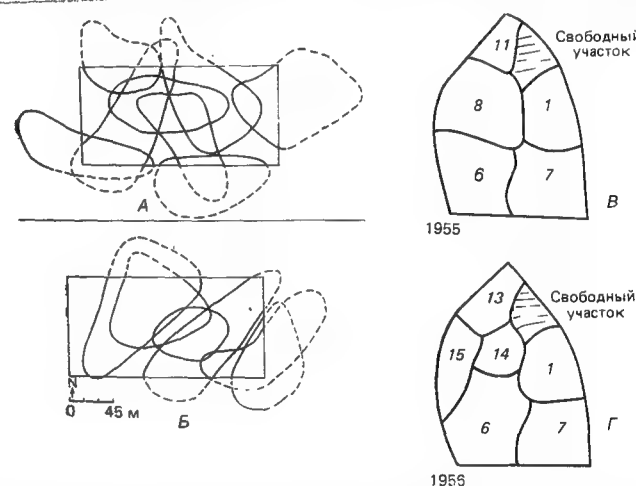 А
11
Свободный
участок
8
1
6
7
В
1955
N
0 45 м
Б
13
Свободный
участок
15
14
1
6
7
Г
1956